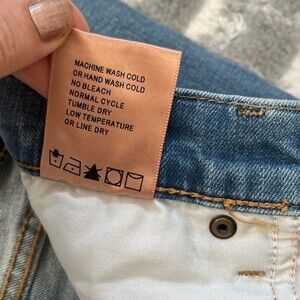 MACHINE WASH COLD
OR HAND WASH COLD
NO BLEACH
NORMAL CYCLE
TUMBLE DRY
LOW TEMPERATURE
OR LINE DRY